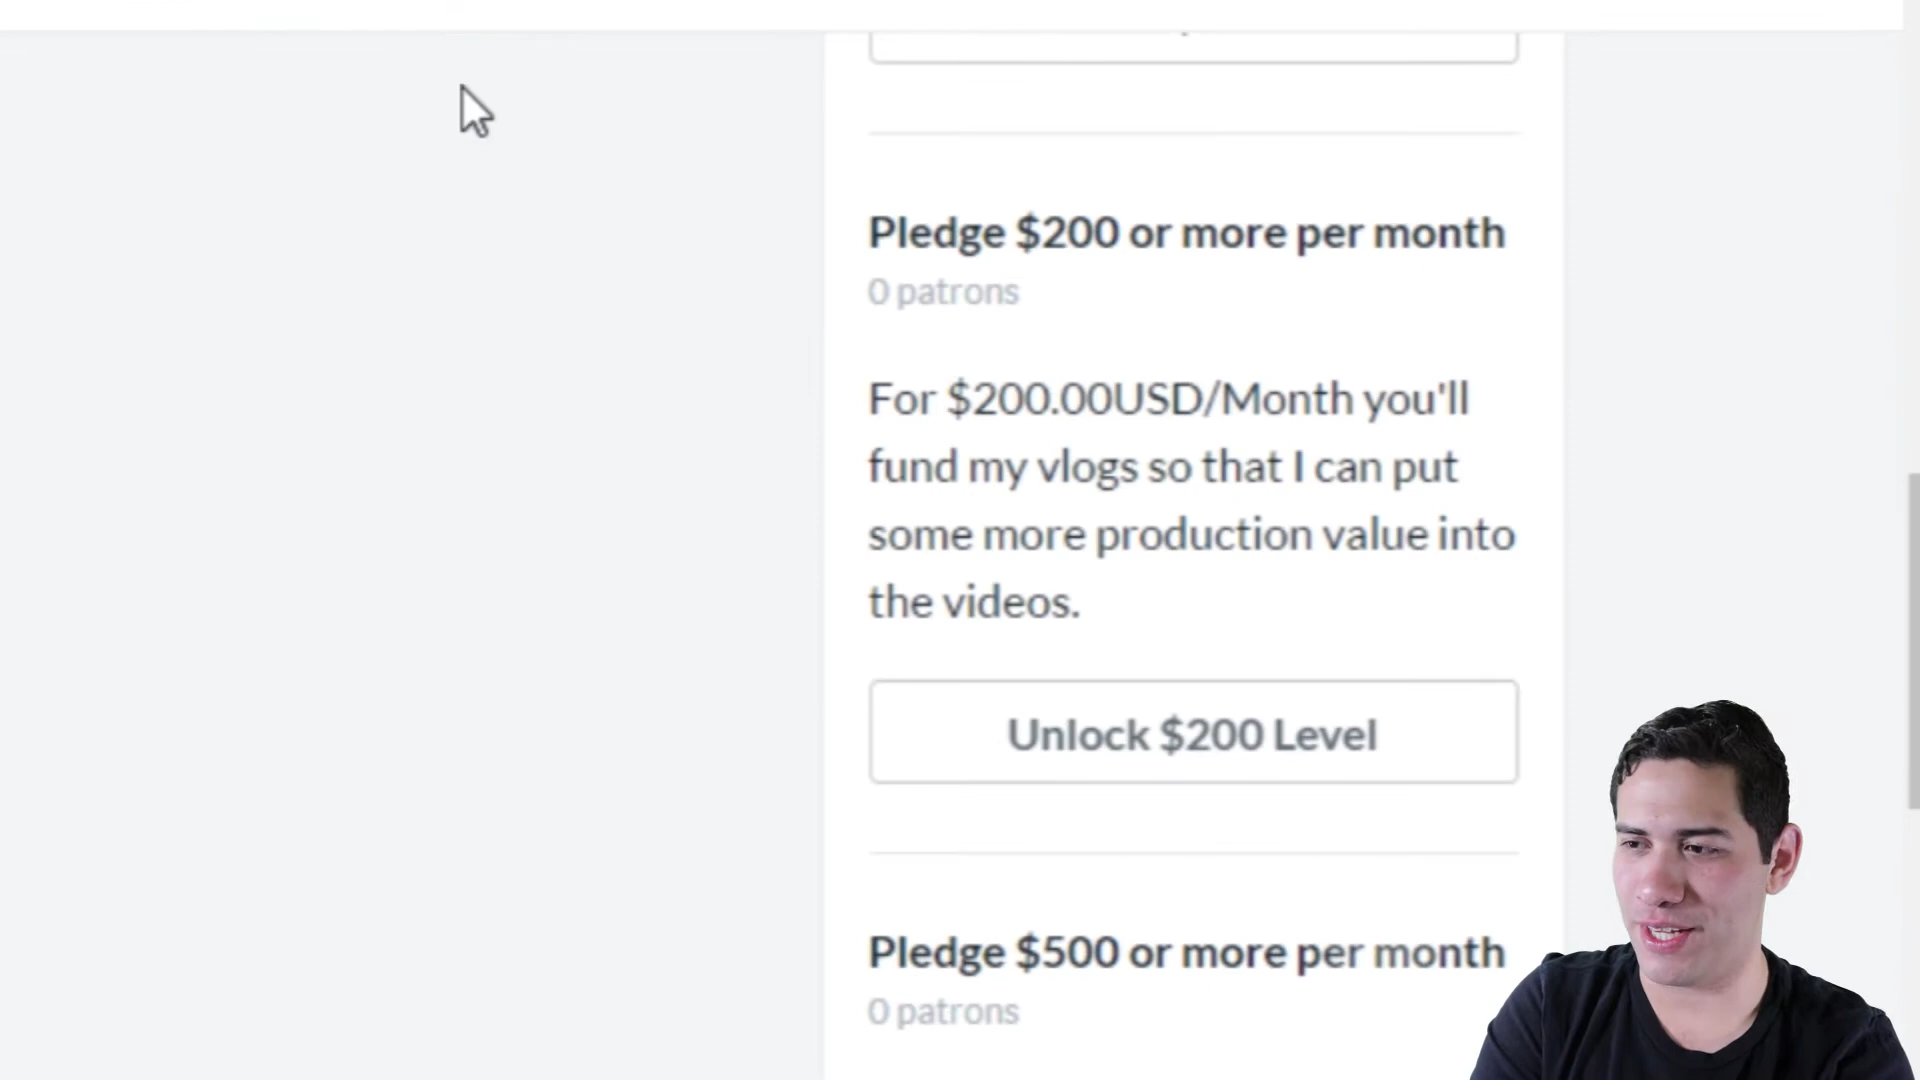 Pledge $200 or more per month
0 patrons
For $200.00USD/Month you'll
fund my vlogs so that I can put
some more production value into
the videos.
Unlock $200 Level
Pledge $500 or more per month
0 patrons